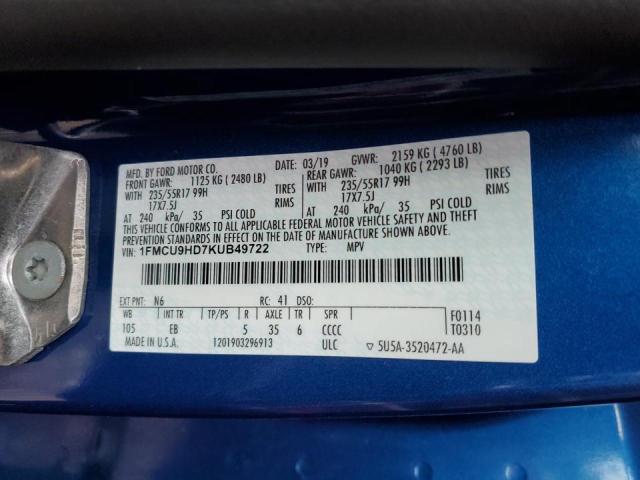 MFD. BY FORD MOTOR CO. DATE: 03/19 GVWR: 2159 KG ( 4760 LB)
FRONT GAWR: 1125 KG ( 2480 LB) REAR GAWR: 1040 KG ( 2293 LB)
WITH 235/55R17 99H TIRES WITH 235/55R17 99H TIRES
17X7.5J RIMS 17X7.5J RIMS
AT 240 kPa/ 35 PSI COLD AT 240 kPa/ 35 PSI COLD
THIS VEHICLE CONFORMS TO ALL APPLICABLE FEDERAL MOTOR VEHICLE SAFETY AND THEFT
PREVENTION STANDARDS IN EFFECT ON THE DATE OF MANUFACTURE SHOWN ABOVE.
VIN: 1FMCU9HD7KUB49722 TYPE: MPV
EXT PNT: N6 RC: 41 DSO:
WB INT TR TP/PS R AXLE TR SPR F0114
105 EB 5 35 6 CCCC T0310
MADE IN U.S.A. 1201903296913 ULC ▽ 5U5A-3520472-AA